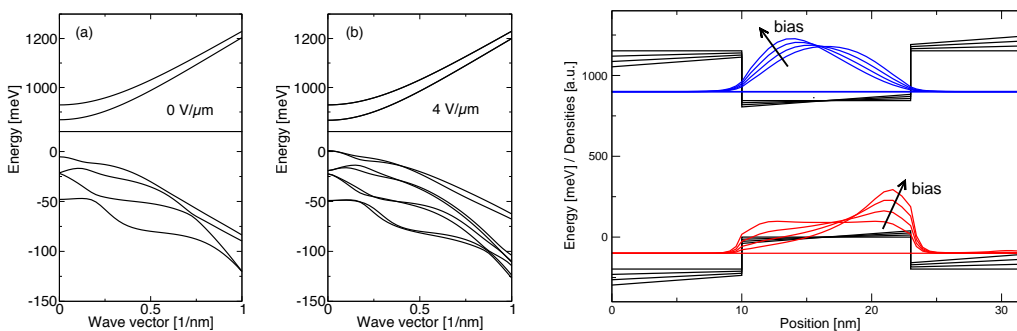 (a)
Energy [meV]
1200
1000
0 V/μm
0
-50
-100
-150
0
0.5
1
Wave vector [1/nm]
(b)
Energy [meV]
1200
1000
4 V/μm
0
-50
-100
-150
0
0.5
1
Wave vector [1/nm]
Energy [meV] / Densities [a.u.]
bias
1000
500
bias
0
0
10
20
30
Position [nm]